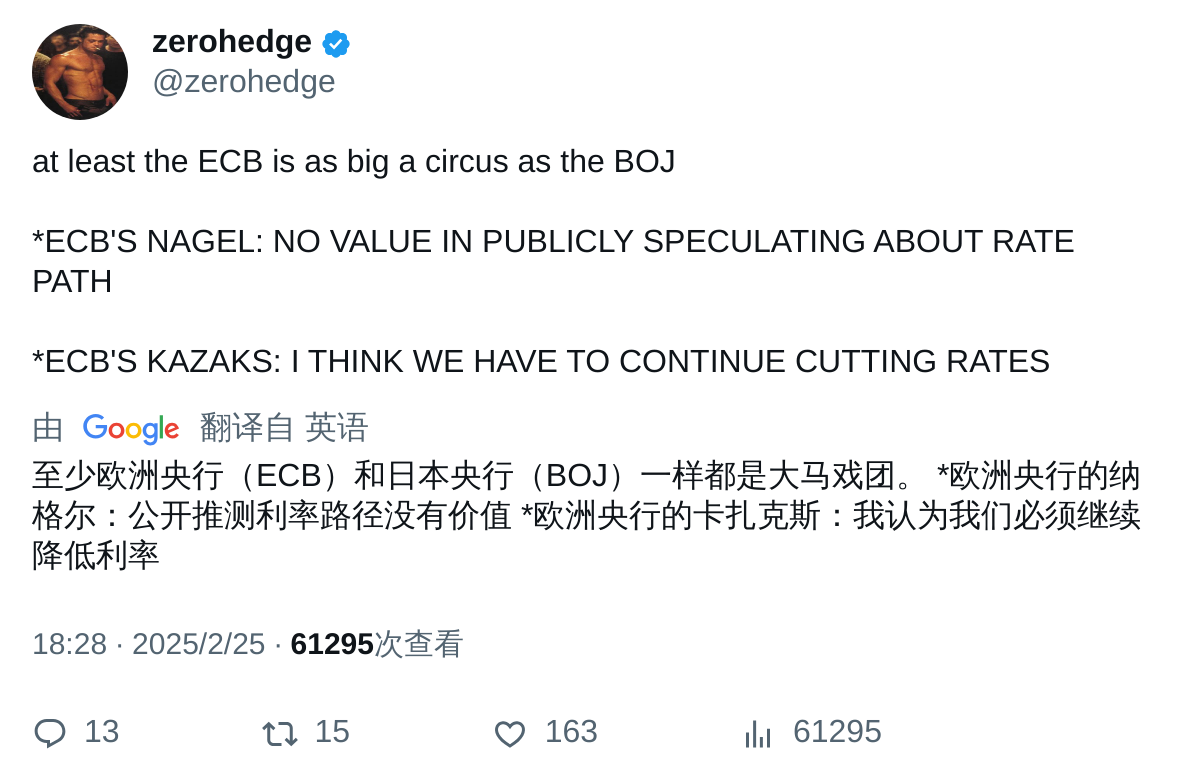 zerohedge
@zerohedge
at least the ECB is as big a circus as the BOJ
*ECB'S NAGEL: NO VALUE IN PUBLICLY SPECULATING ABOUT RATE
PATH
*ECB'S KAZAKS: I THINK WE HAVE TO CONTINUE CUTTING RATES
由 Google 翻译自 英语
至少欧洲央行（ECB）和日本央行（BOJ）一样都是大马戏团。 *欧洲央行的纳
格尔：公开推测利率路径没有价值 *欧洲央行的卡扎克斯：我认为我们必须继续
降低利率
18:28 · 2025/2/25 · 61295次查看
13 15 163 61295